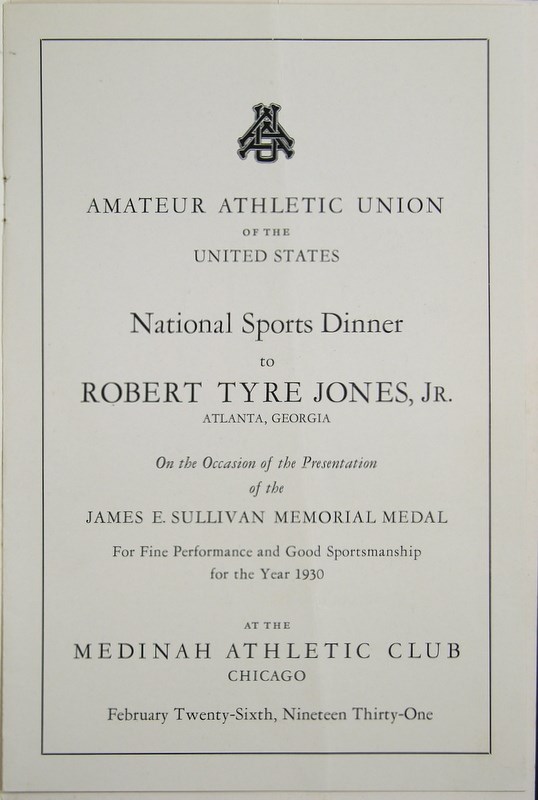 AAU
AMATEUR ATHLETIC UNION
OF THE
UNITED STATES
National Sports Dinner
to
ROBERT TYRE JONES, JR.
ATLANTA, GEORGIA
On the Occasion of the Presentation
of the
JAMES E. SULLIVAN MEMORIAL MEDAL
For Fine Performance and Good Sportsmanship
for the Year 1930
AT THE
MEDINAH ATHLETIC CLUB
CHICAGO
February Twenty-Sixth, Nineteen Thirty-One